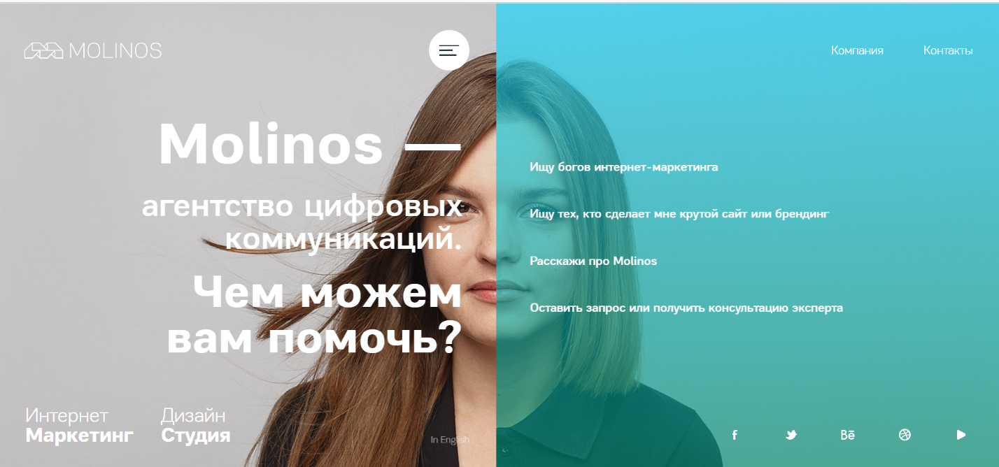 MOLINOS
Компания
Контакты
Molinos —
агентство цифровых
коммуникаций.
Чем можем
вам помочь?
Ищу богов интернет-маркетинга
Ищу тех, кто сделает мне крутой сайт или брендинг
Расскажи про Molinos
Оставить запрос или получить консультацию эксперта
Интернет
Маркетинг
Дизайн
Студия
In English
f
Bē